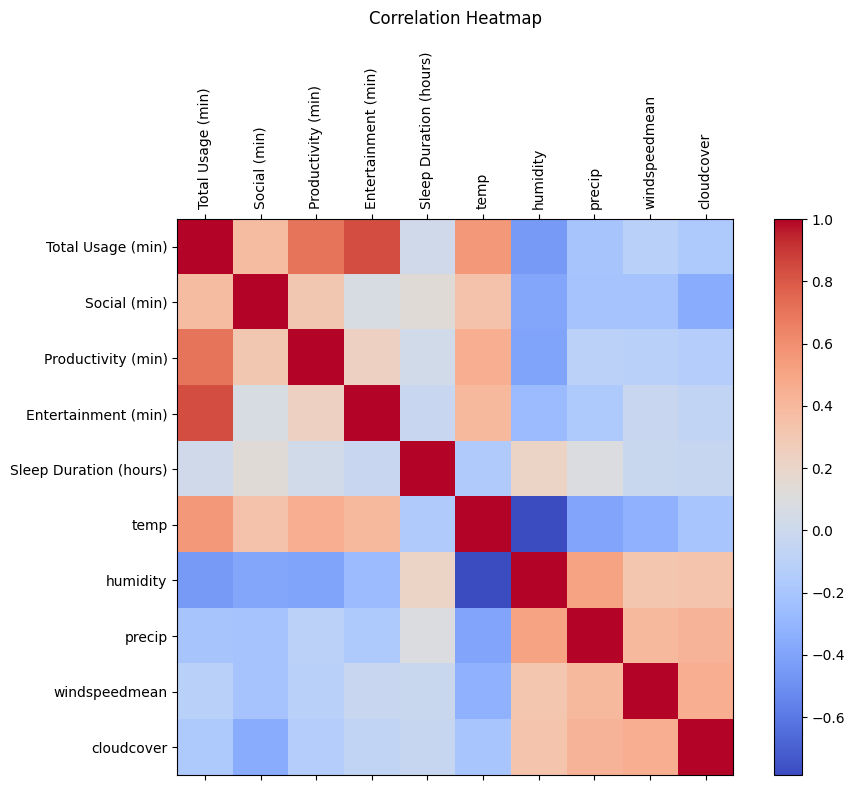 Correlation Heatmap
Total Usage (min)
Social (min)
Productivity (min)
Entertainment (min)
Sleep Duration (hours)
temp
humidity
precip
windspeedmean
cloudcover
Total Usage (min)
Social (min)
Productivity (min)
Entertainment (min)
Sleep Duration (hours)
temp
humidity
precip
windspeedmean
cloudcover
1.0
0.8
0.6
0.4
0.2
0.0
−0.2
−0.4
−0.6